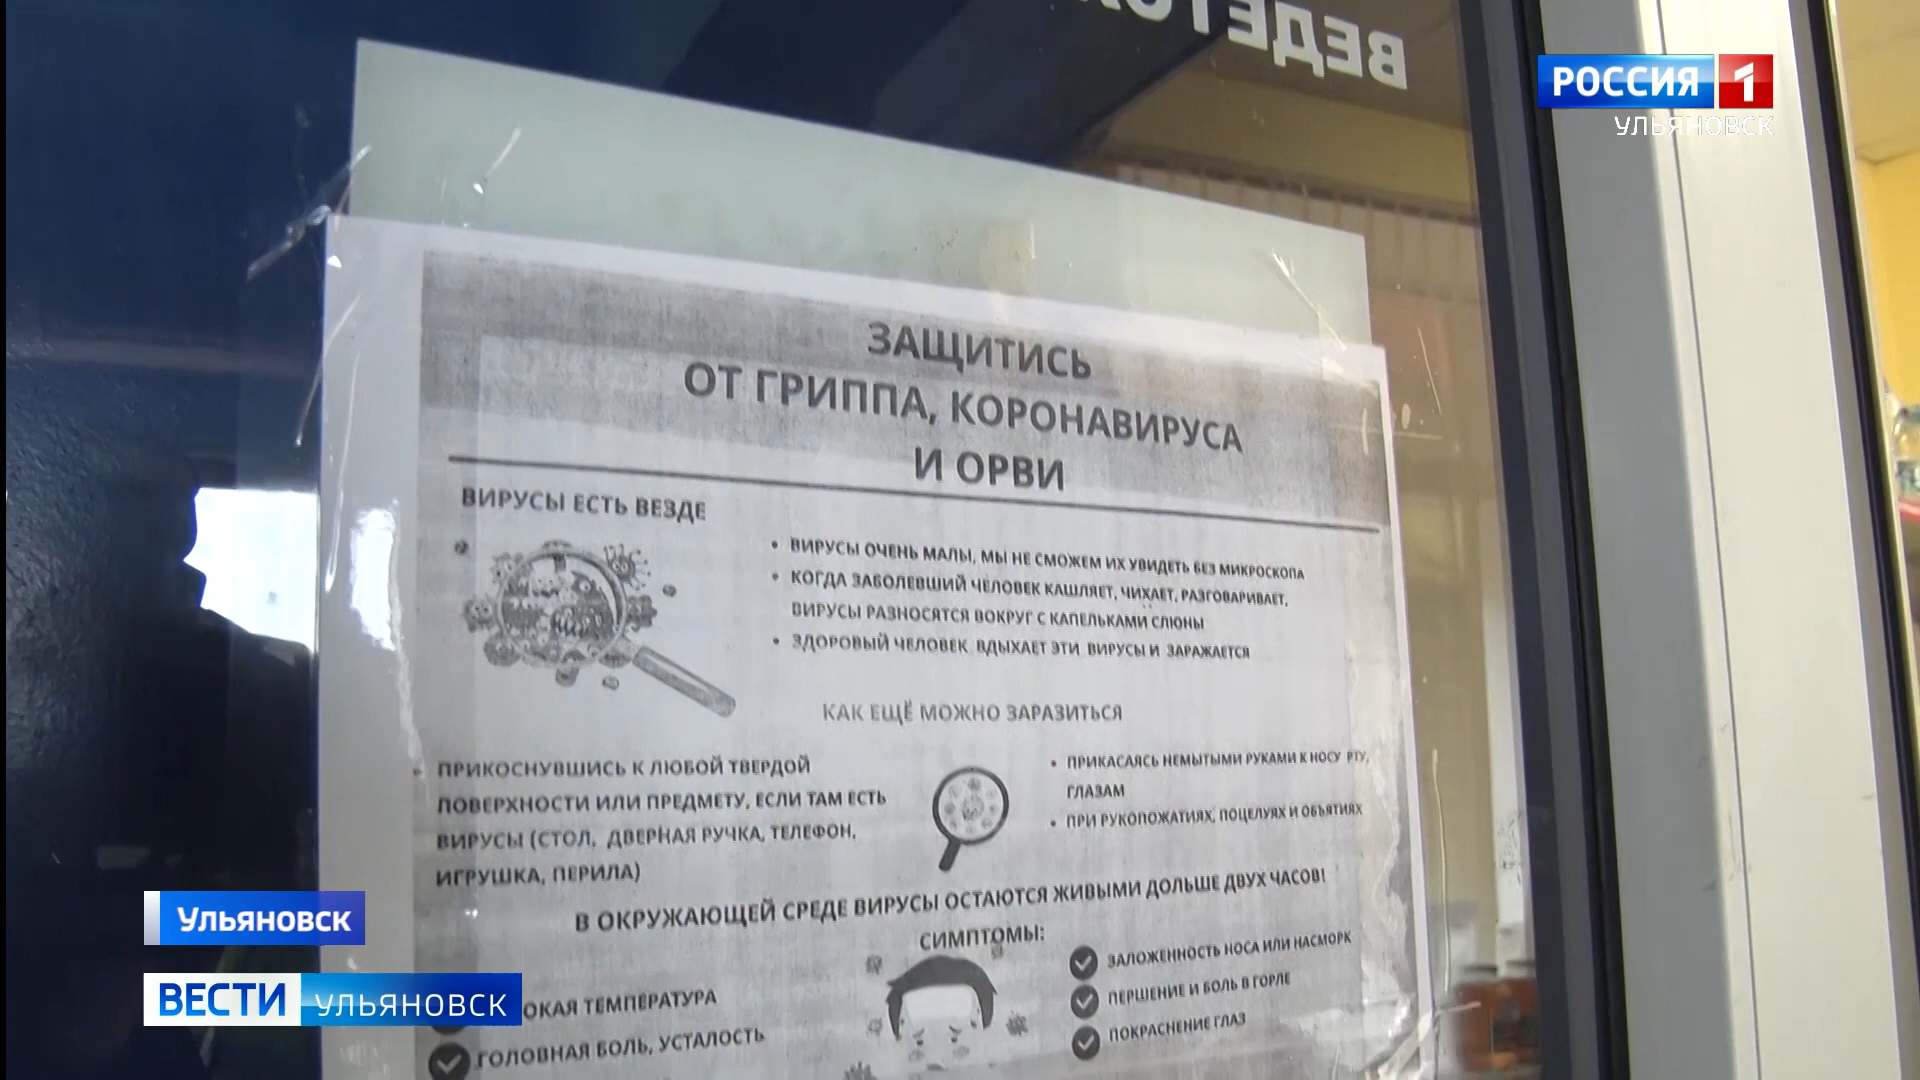 ВЕДЕТ
РОССИЯ 1
УЛЬЯНОВСК
ЗАЩИТИСЬ
ОТ ГРИППА, КОРОНАВИРУСА
И ОРВИ
ВИРУСЫ ЕСТЬ ВЕЗДЕ
• ВИРУСЫ ОЧЕНЬ МАЛЫ, МЫ НЕ СМОЖЕМ ИХ УВИДЕТЬ БЕЗ МИКРОСКОПА
• КОГДА ЗАБОЛЕВШИЙ ЧЕЛОВЕК КАШЛЯЕТ, ЧИХАЕТ, РАЗГОВАРИВАЕТ,
ВИРУСЫ РАЗНОСЯТСЯ ВОКРУГ С КАПЕЛЬКАМИ СЛЮНЫ
• ЗДОРОВЫЙ ЧЕЛОВЕК ВДЫХАЕТ ЭТИ ВИРУСЫ И ЗАРАЖАЕТСЯ
КАК ЕЩЁ МОЖНО ЗАРАЗИТЬСЯ
• ПРИКОСНУВШИСЬ К ЛЮБОЙ ТВЕРДОЙ
ПОВЕРХНОСТИ ИЛИ ПРЕДМЕТУ, ЕСЛИ ТАМ ЕСТЬ
ВИРУСЫ (СТОЛ, ДВЕРНАЯ РУЧКА, ТЕЛЕФОН,
ИГРУШКА, ПЕРИЛА)
• ПРИКАСАЯСЬ НЕМЫТЫМИ РУКАМИ К НОСУ РТУ,
ГЛАЗАМ
• ПРИ РУКОПОЖАТИЯХ, ПОЦЕЛУЯХ И ОБЪЯТИЯХ
В ОКРУЖАЮЩЕЙ СРЕДЕ ВИРУСЫ ОСТАЮТСЯ ЖИВЫМИ ДОЛЬШЕ ДВУХ ЧАСОВ!
СИМПТОМЫ:
ОКАЯ ТЕМПЕРАТУРА
ГОЛОВНАЯ БОЛЬ, УСТАЛОСТЬ
ЗАЛОЖЕННОСТЬ НОСА ИЛИ НАСМОРК
ПЕРШЕНИЕ И БОЛЬ В ГОРЛЕ
ПОКРАСНЕНИЕ ГЛАЗ
Ульяновск
ВЕСТИ УЛЬЯНОВСК